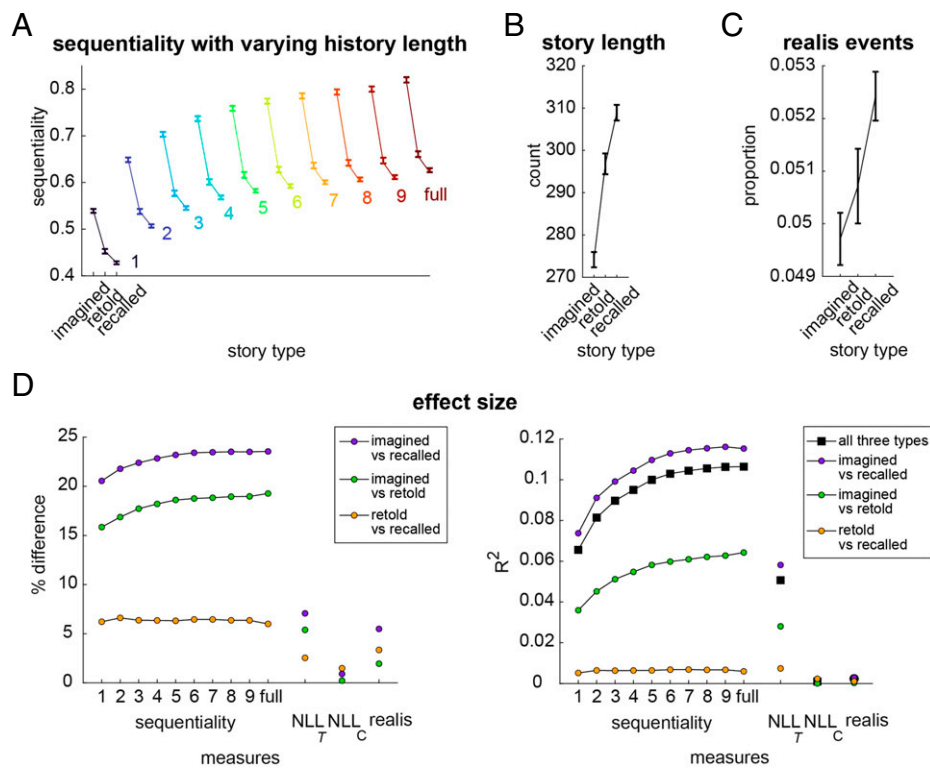 A
sequentiality with varying history length
sequentiality
0.8
0.7
0.6
0.5
0.4
1
2
3
4
5
6
7
8
9
full
imagined
retold
recalled
story type
B
story length
count
320
310
300
290
280
270
imagined
retold
recalled
story type
C
realis events
proportion
0.053
0.052
0.051
0.05
0.049
imagined
retold
recalled
story type
D
effect size
% difference
25
20
15
10
5
0
1 2 3 4 5 6 7 8 9 full
sequentiality
NLL T NLL C realis
measures
imagined
vs recalled
imagined
vs retold
retold
vs recalled
R2
0.12
0.1
0.08
0.06
0.04
0.02
0
1 2 3 4 5 6 7 8 9 full
sequentiality
NLL T NLL C realis
measures
all three types
imagined
vs recalled
imagined
vs retold
retold
vs recalled